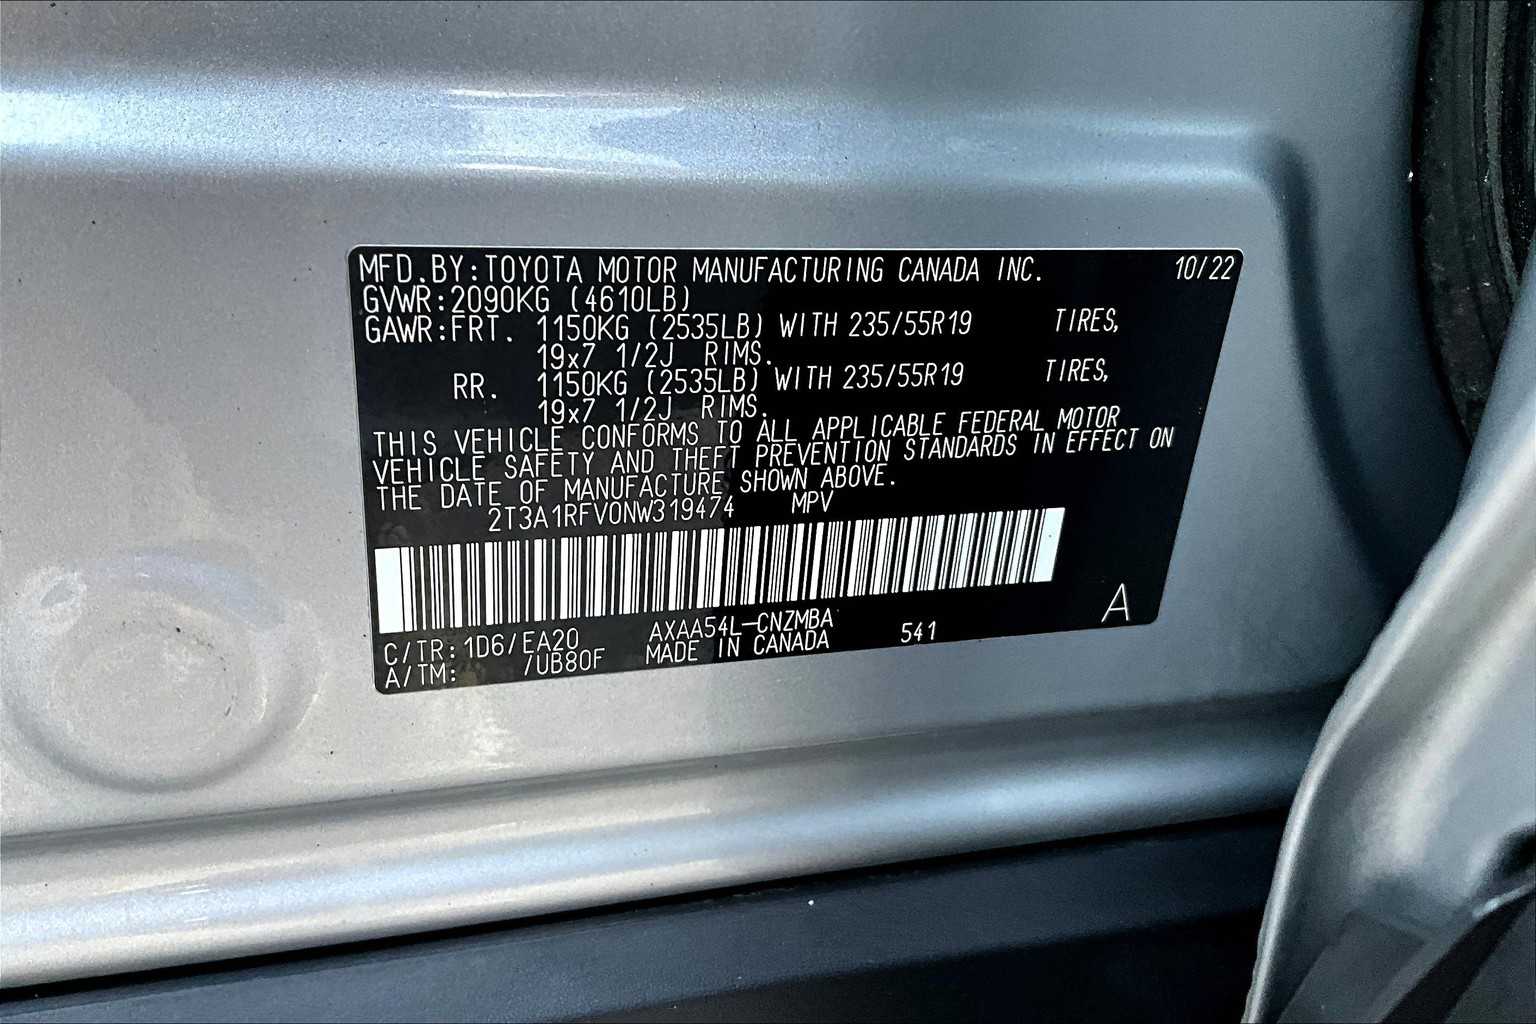 MFD.BY:TOYOTA MOTOR MANUFACTURING CANADA INC. 10/22
GVWR:2090KG (4610LB)
GAWR:FRT. 1150KG (2535LB) WITH 235/55R19 TIRES,
19x7 1/2J RIMS.
RR. 1150KG (2535LB) WITH 235/55R19 TIRES,
19x7 1/2J RIMS.
THIS VEHICLE CONFORMS TO ALL APPLICABLE FEDERAL MOTOR
VEHICLE SAFETY AND THEFT PREVENTION STANDARDS IN EFFECT ON
THE DATE OF MANUFACTURE SHOWN ABOVE.
2T3A1RFV0NW319474 MPV
C/TR:1D6/EA20 AXAA54L-CNZMBA 541 A
A/TM: /UB80F MADE IN CANADA